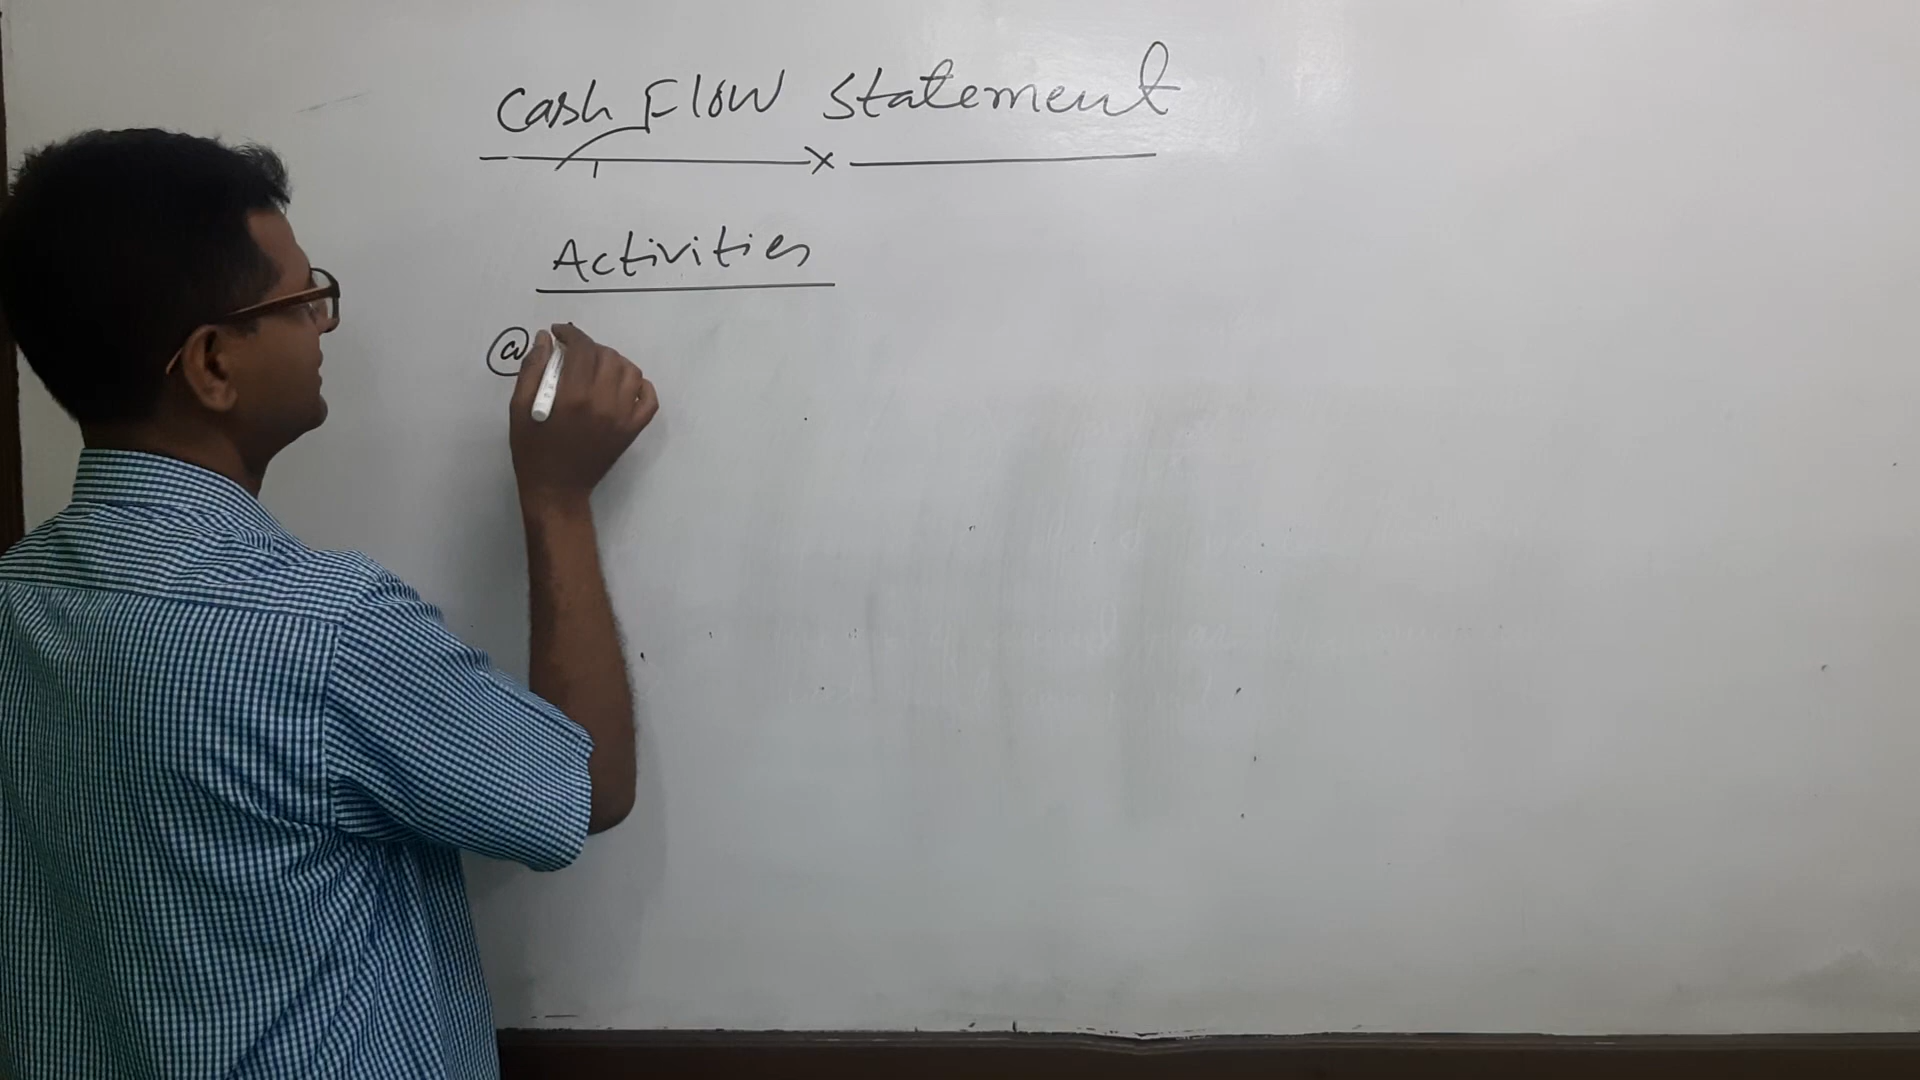 Cash Flow Statement
Activities
ⓐ